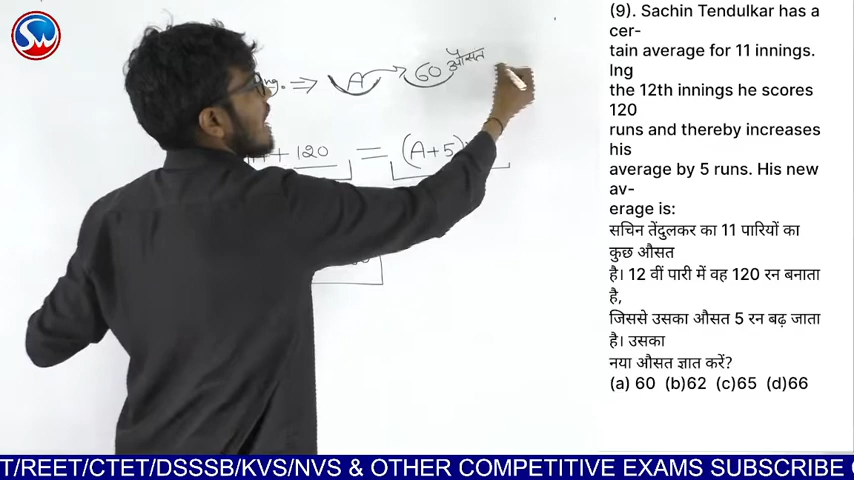 SW
ng. ⇒ A 60 औसत
A + 120 = (A+5)
(9). Sachin Tendulkar has a
cer-
tain average for 11 innings.
Ing
the 12th innings he scores
120
runs and thereby increases
his
average by 5 runs. His new
av-
erage is:
सचिन तेंदुलकर का 11 पारियों का
कुछ औसत
है। 12 वीं पारी में वह 120 रन बनाता
है,
जिससे उसका औसत 5 रन बढ़ जाता
है। उसका
नया औसत ज्ञात करें?
(a) 60 (b)62 (c)65 (d)66
T/REET/CTET/DSSSB/KVS/NVS & OTHER COMPETITIVE EXAMS SUBSCRIBE